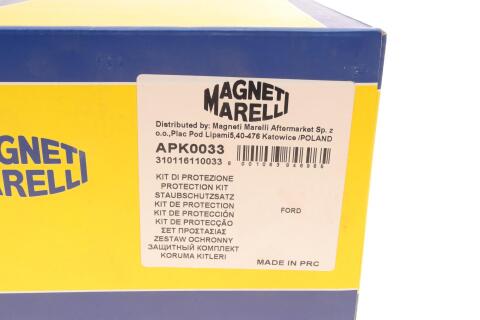 MAGNETI
MARELLI
MAGNETI
MARELLI
Distributed by: Magneti Marelli Aftermarket Sp. z
o.o.,Plac Pod Lipami5,40-476 Katowice /POLAND
APK0033
310116110033
KIT DI PROTEZIONE
PROTECTION KIT
STAUBSCHUTZSATZ
KIT DE PROTECTION
KIT DE PROTECCIÓN
KIT DE PROTECÇÃO
ΣΕΤ ΠΡΟΣΤΑΣΙΑΣ
ZESTAW OCHRONNY
ЗАЩИТНЫЙ КОМПЛЕКТ
KORUMA KITLERI
FORD
MADE IN PRC